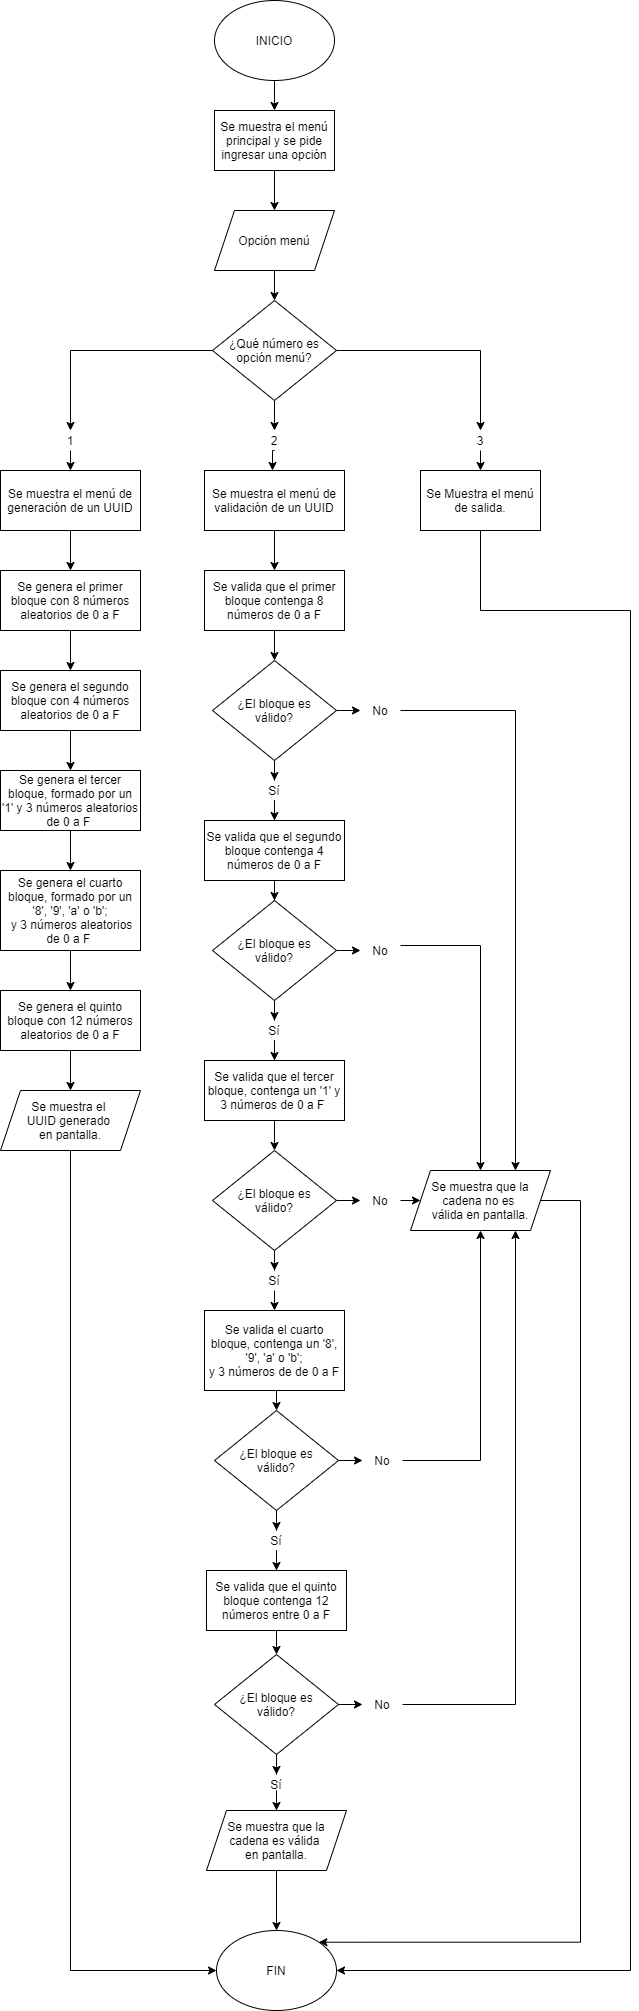 INICIO
Se muestra el menú
principal y se pide
ingresar una opción
Opción menú
¿Qué número es
opción menú?
1
2
3
Se muestra el menú de
generación de un UUID
Se muestra el menú de
validación de un UUID
Se Muestra el menú
de salida.
Se genera el primer
bloque con 8 números
aleatorios de 0 a F
Se valida que el primer
bloque contenga 8
números de 0 a F
Se genera el segundo
bloque con 4 números
aleatorios de 0 a F
¿El bloque es
válido?
No
Sí
Se genera el tercer
bloque, formado por un
'1' y 3 números aleatorios
de 0 a F
Se valida que el segundo
bloque contenga 4
números de 0 a F
Se genera el cuarto
bloque, formado por un
'8', '9', 'a' o 'b';
y 3 números aleatorios
de 0 a F
¿El bloque es
válido?
No
Sí
Se genera el quinto
bloque con 12 números
aleatorios de 0 a F
Se valida que el tercer
bloque, contenga un '1' y
3 números de 0 a F
Se muestra el
UUID generado
en pantalla.
¿El bloque es
válido?
No
Se muestra que la
cadena no es
válida en pantalla.
Sí
Se valida el cuarto
bloque, contenga un '8',
'9', 'a' o 'b';
y 3 números de de 0 a F
¿El bloque es
válido?
No
Sí
Se valida que el quinto
bloque contenga 12
números entre 0 a F
¿El bloque es
válido?
No
Sí
Se muestra que la
cadena es válida
en pantalla.
FIN